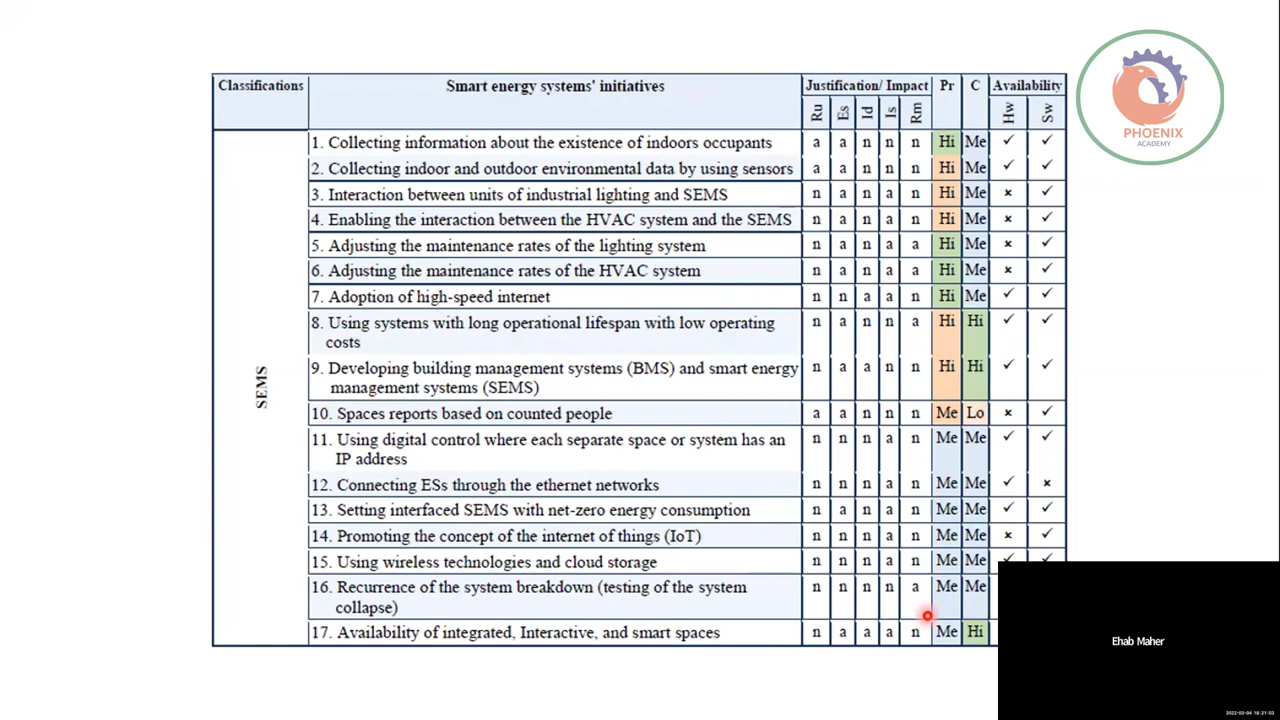 Classifications Smart energy systems' initiatives Justification/ Impact Pr C Availability
Ru Es Id Is Rm Hw Sw
PHOENIX
ACADEMY
SEMS
1. Collecting information about the existence of indoors occupants a a n n n Hi Me ✓ ✓
2. Collecting indoor and outdoor environmental data by using sensors a a n n n Hi Me ✓ ✓
3. Interaction between units of industrial lighting and SEMS n a n a n Hi Me × ✓
4. Enabling the interaction between the HVAC system and the SEMS n a n a n Hi Me × ✓
5. Adjusting the maintenance rates of the lighting system n a n a a Hi Me × ✓
6. Adjusting the maintenance rates of the HVAC system n a n a a Hi Me × ✓
7. Adoption of high-speed internet n n a a n Hi Me ✓ ✓
8. Using systems with long operational lifespan with low operating n a n n a Hi Hi ✓ ✓
costs
9. Developing building management systems (BMS) and smart energy n a a n n Hi Hi ✓ ✓
management systems (SEMS)
10. Spaces reports based on counted people a a n n n Me Lo × ✓
11. Using digital control where each separate space or system has an n n n a n Me Me ✓ ✓
IP address
12. Connecting ESs through the ethernet networks n n n a n Me Me ✓ ×
13. Setting interfaced SEMS with net-zero energy consumption n n n a n Me Me ✓ ✓
14. Promoting the concept of the internet of things (IoT) n n n a n Me Me × ✓
15. Using wireless technologies and cloud storage n n n a n Me Me ✓ ✓
16. Recurrence of the system breakdown (testing of the system n n n n a Me Me
collapse)
17. Availability of integrated, Interactive, and smart spaces n a a a n Me Hi
Ehab Maher
2022-03-04 18:21:03